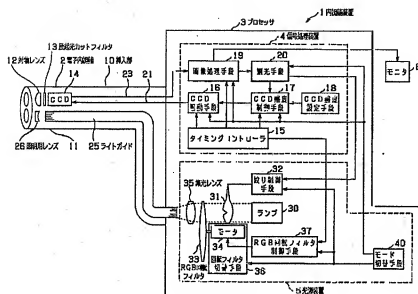 1 内視鏡装置
3 プロセッサ
4 信号処理装置
12 対物レンズ
13 励起光カットフィルタ
2 電子内視鏡
14
10 挿入部
23
21
CCD
19
画像処理手段
20
測光手段
モニタ
6
16
CCD
駆動手段
17
CCD感度
制御手段
18
CCD感度
設定手段
15
タイミングコントローラ
26 照明用レンズ
11
25 ライトガイド
32
絞り制御
手段
35 集光レンズ
31
ランプ
30
34
モータ
37
RGB回転フィルタ
制御手段
40
モード
切替手段
33
RGB回転
フィルタ
回転フィルタ
切替手段
36
5 光源装置